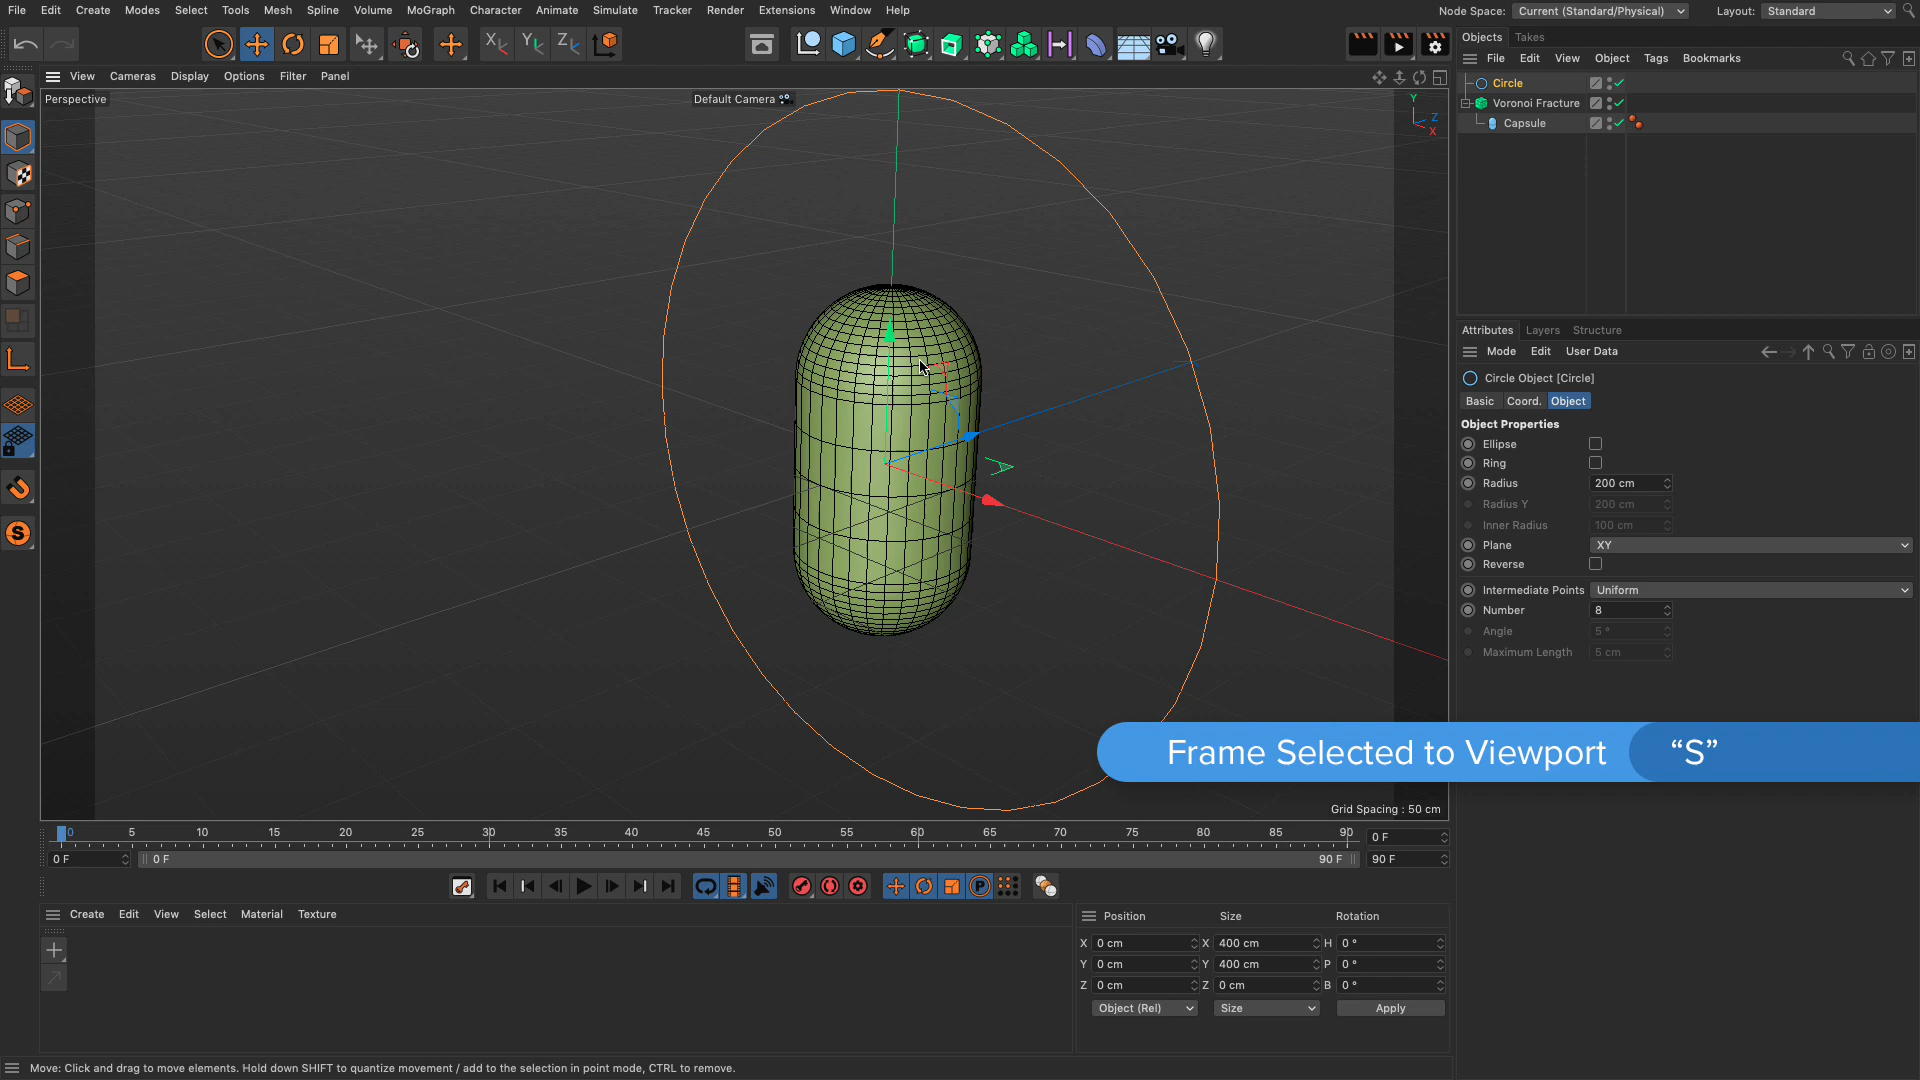 File Edit Create Modes Select Tools Mesh Spline Volume MoGraph Character Animate Simulate Tracker Render Extensions Window Help
Node Space: Current (Standard/Physical) Layout: Standard
Objects Takes
File Edit View Object Tags Bookmarks
Circle
Voronoi Fracture
Capsule
View Cameras Display Options Filter Panel
Perspective
Default Camera
Y
Z
X
Attributes Layers Structure
Mode Edit User Data
Circle Object [Circle]
Basic Coord. Object
Object Properties
Ellipse
Ring
Radius 200 cm
Radius Y 200 cm
Inner Radius 100 cm
Plane XY
Reverse
Intermediate Points Uniform
Number 8
Angle 5 °
Maximum Length 5 cm
Frame Selected to Viewport “S”
Grid Spacing : 50 cm
0 5 10 15 20 25 30 35 40 45 50 55 60 65 70 75 80 85 90
0 F
0 F 0 F 90 F 90 F
Create Edit View Select Material Texture
Position Size Rotation
X 0 cm X 400 cm H 0 °
Y 0 cm Y 400 cm P 0 °
Z 0 cm Z 0 cm B 0 °
Object (Rel) Size Apply
Move: Click and drag to move elements. Hold down SHIFT to quantize movement / add to the selection in point mode, CTRL to remove.